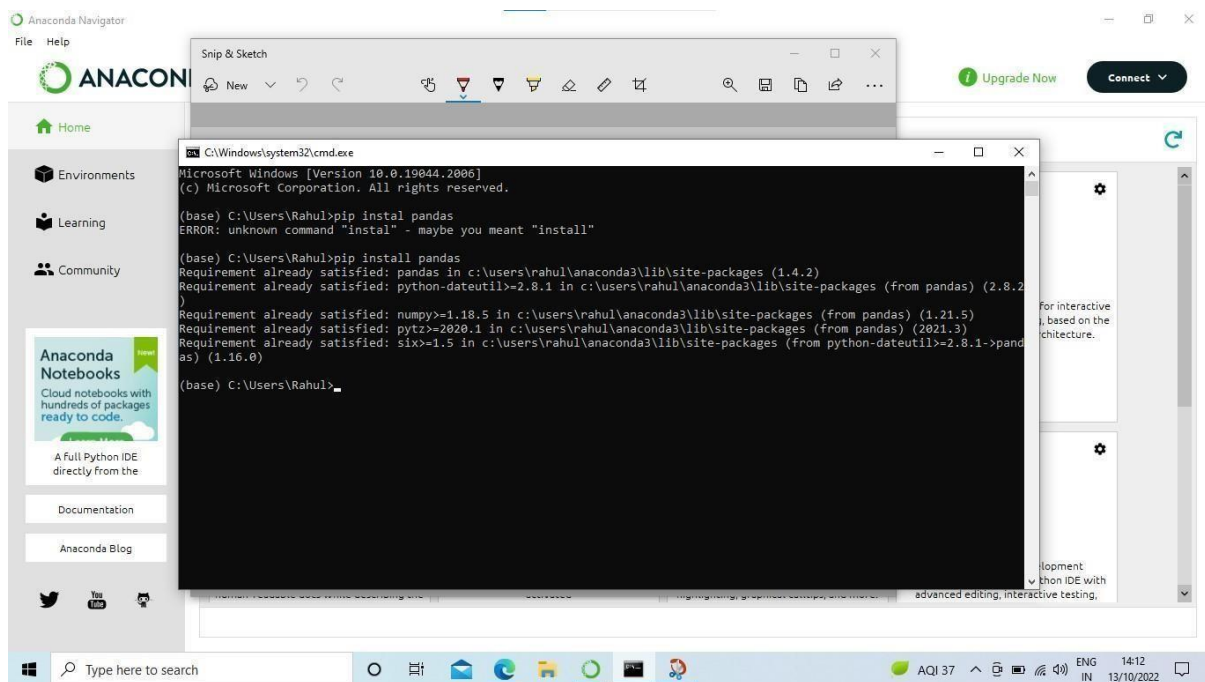 Anaconda Navigator
File Help
ANACON
Upgrade Now
Connect
Snip & Sketch
New
Home
Environments
Learning
Community
C:\Windows\system32\cmd.exe
Microsoft Windows [Version 10.0.19044.2006]
(c) Microsoft Corporation. All rights reserved.
(base) C:\Users\Rahul>pip instal pandas
ERROR: unknown command "instal" - maybe you meant "install"
(base) C:\Users\Rahul>pip install pandas
Requirement already satisfied: pandas in c:\users\rahul\anaconda3\lib\site-packages (1.4.2)
Requirement already satisfied: python-dateutil>=2.8.1 in c:\users\rahul\anaconda3\lib\site-packages (from pandas) (2.8.2
)
Requirement already satisfied: numpy>=1.18.5 in c:\users\rahul\anaconda3\lib\site-packages (from pandas) (1.21.5)
Requirement already satisfied: pytz>=2020.1 in c:\users\rahul\anaconda3\lib\site-packages (from pandas) (2021.3)
Requirement already satisfied: six>=1.5 in c:\users\rahul\anaconda3\lib\site-packages (from python-dateutil>=2.8.1->pand
as) (1.16.0)
(base) C:\Users\Rahul>
for interactive
, based on the
chitecture.
lopment
thon IDE with
advanced editing, interactive testing,
Anaconda
Notebooks
New!
Cloud notebooks with
hundreds of packages
ready to code.
A full Python IDE
directly from the
Documentation
Anaconda Blog
You
Tube
Type here to search
AQI 37
ENG
IN
14:12
13/10/2022